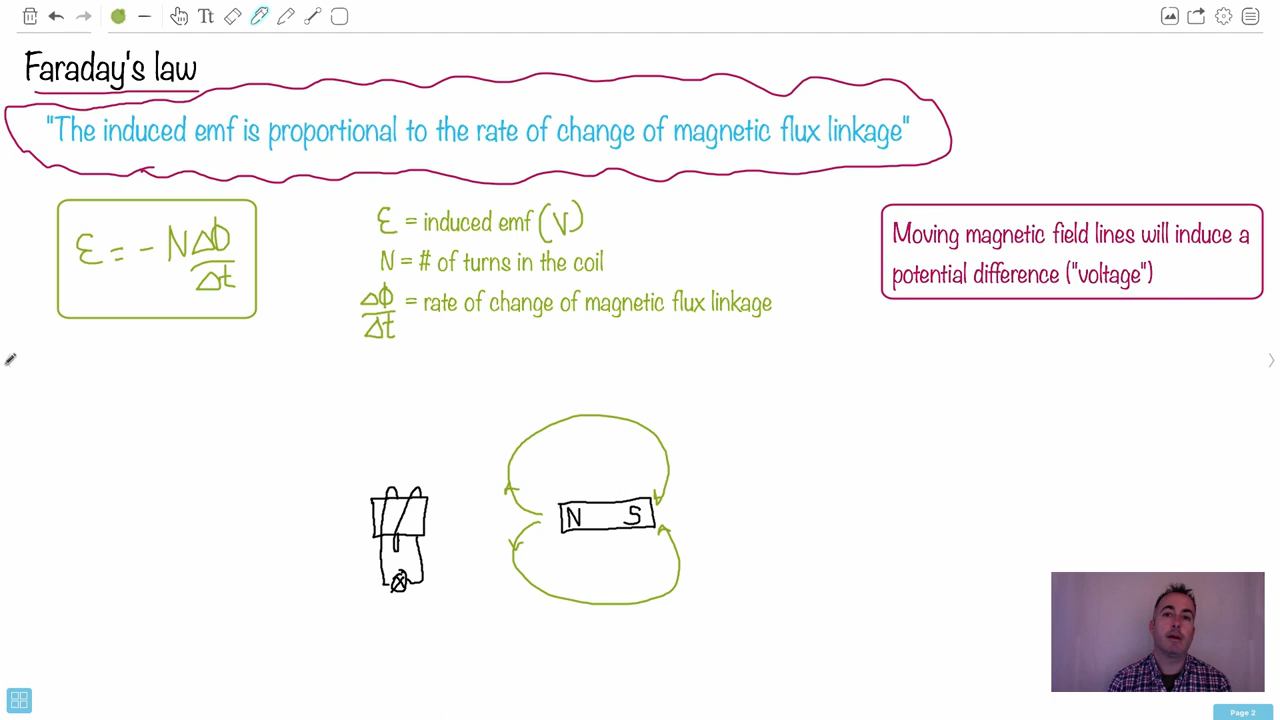 Tt
Faraday's law
"The induced emf is proportional to the rate of change of magnetic flux linkage"
ε = - N ΔΦ
Δt
ε = induced emf (V)
N = # of turns in the coil
ΔΦ
Δt
= rate of change of magnetic flux linkage
Moving magnetic field lines will induce a
potential difference ("voltage")
N S
Page 2